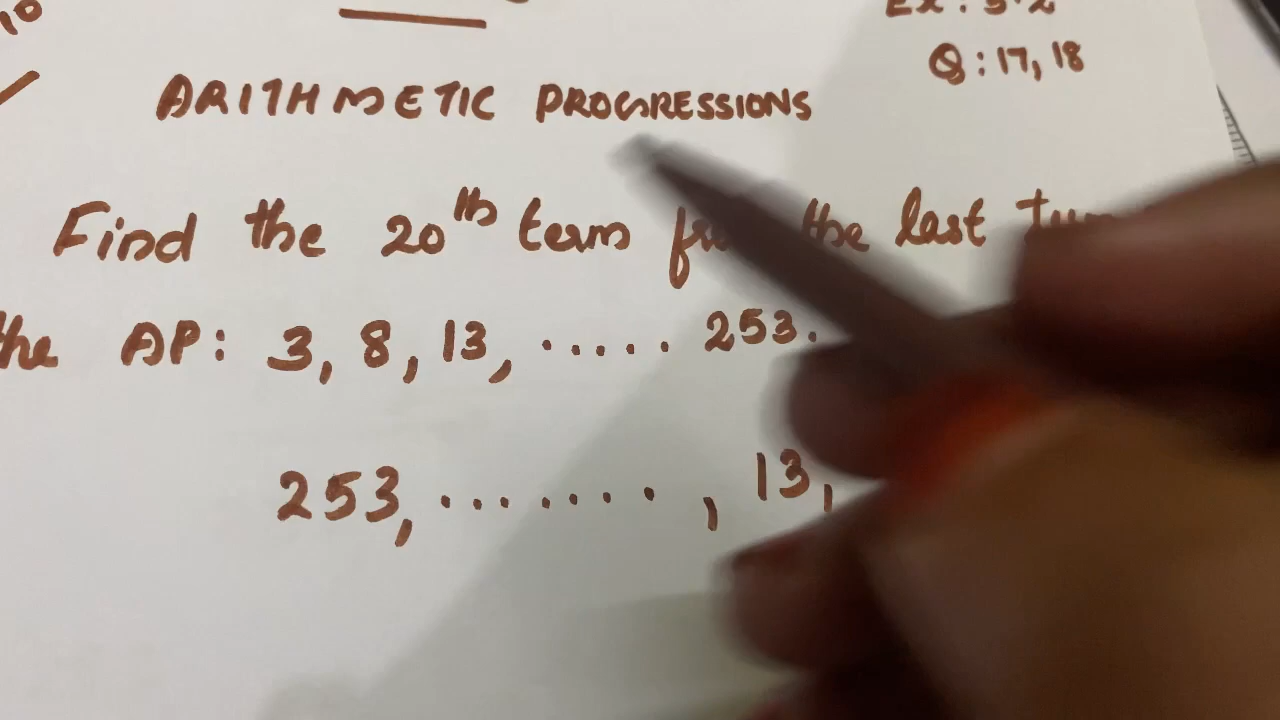 10
Ex: 5.2
Q: 17, 18
ARITHMETIC PROGRESSIONS
Find the 20th term the last
the AP: 3, 8, 13, ..... 253.
253, ........, 13,